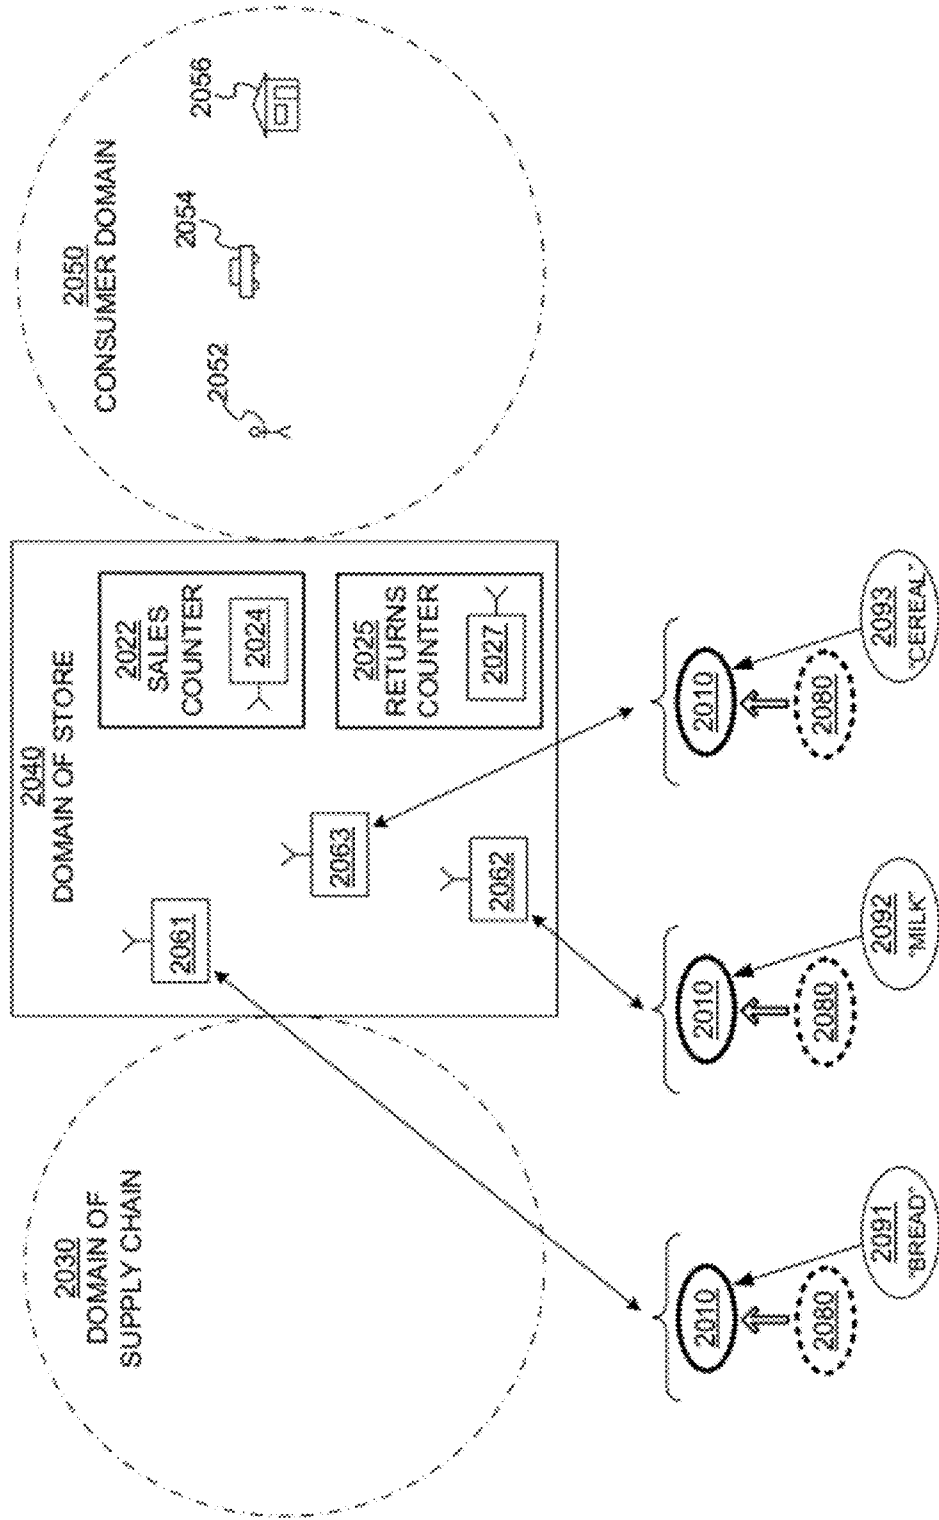 2030
DOMAIN OF
SUPPLY CHAIN
2040
DOMAIN OF STORE
2050
CONSUMER DOMAIN
2061
2063
2062
2022
SALES
COUNTER
2024
2025
RETURNS
COUNTER
2027
2052
2054
2056
2010
2080
2091
"BREAD"
2010
2080
2092
"MILK"
2010
2080
2093
"CEREAL"